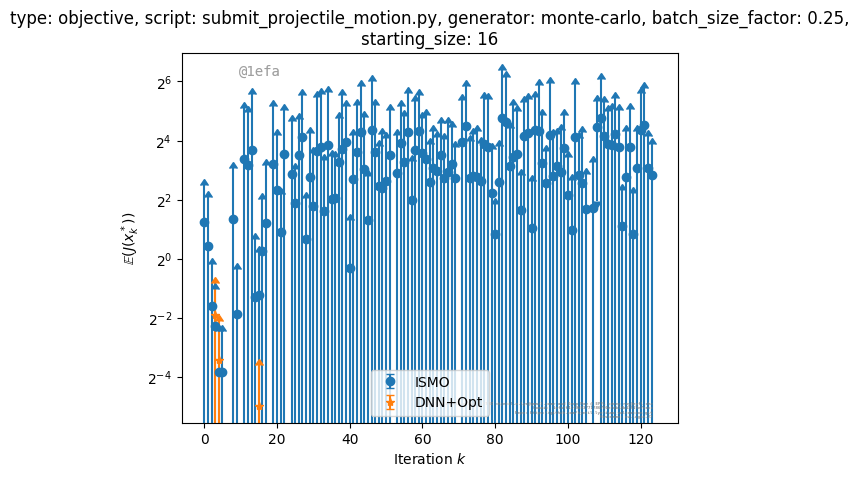 type: objective, script: submit_projectile_motion.py, generator: monte-carlo, batch_size_factor: 0.25,
starting_size: 16
@1efa
2^6
2^4
2^2
2^0
2^-2
2^-4
𝔼(J(x_k^*))
ISMO
DNN+Opt
0 20 40 60 80 100 120
Iteration k